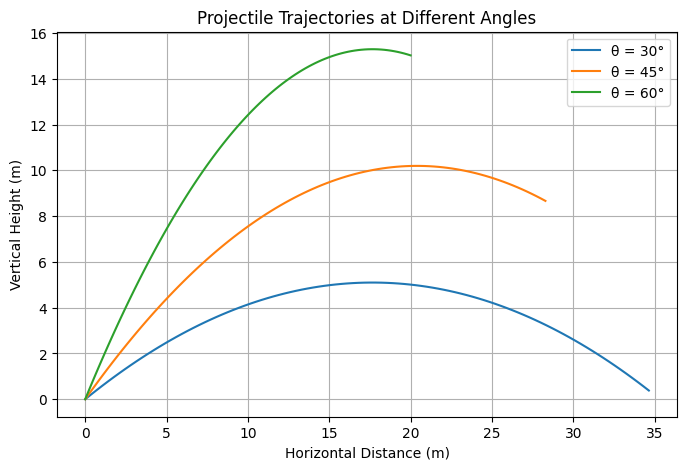 Projectile Trajectories at Different Angles
θ = 30°
θ = 45°
θ = 60°
Vertical Height (m)
16
14
12
10
8
6
4
2
0
0 5 10 15 20 25 30 35
Horizontal Distance (m)